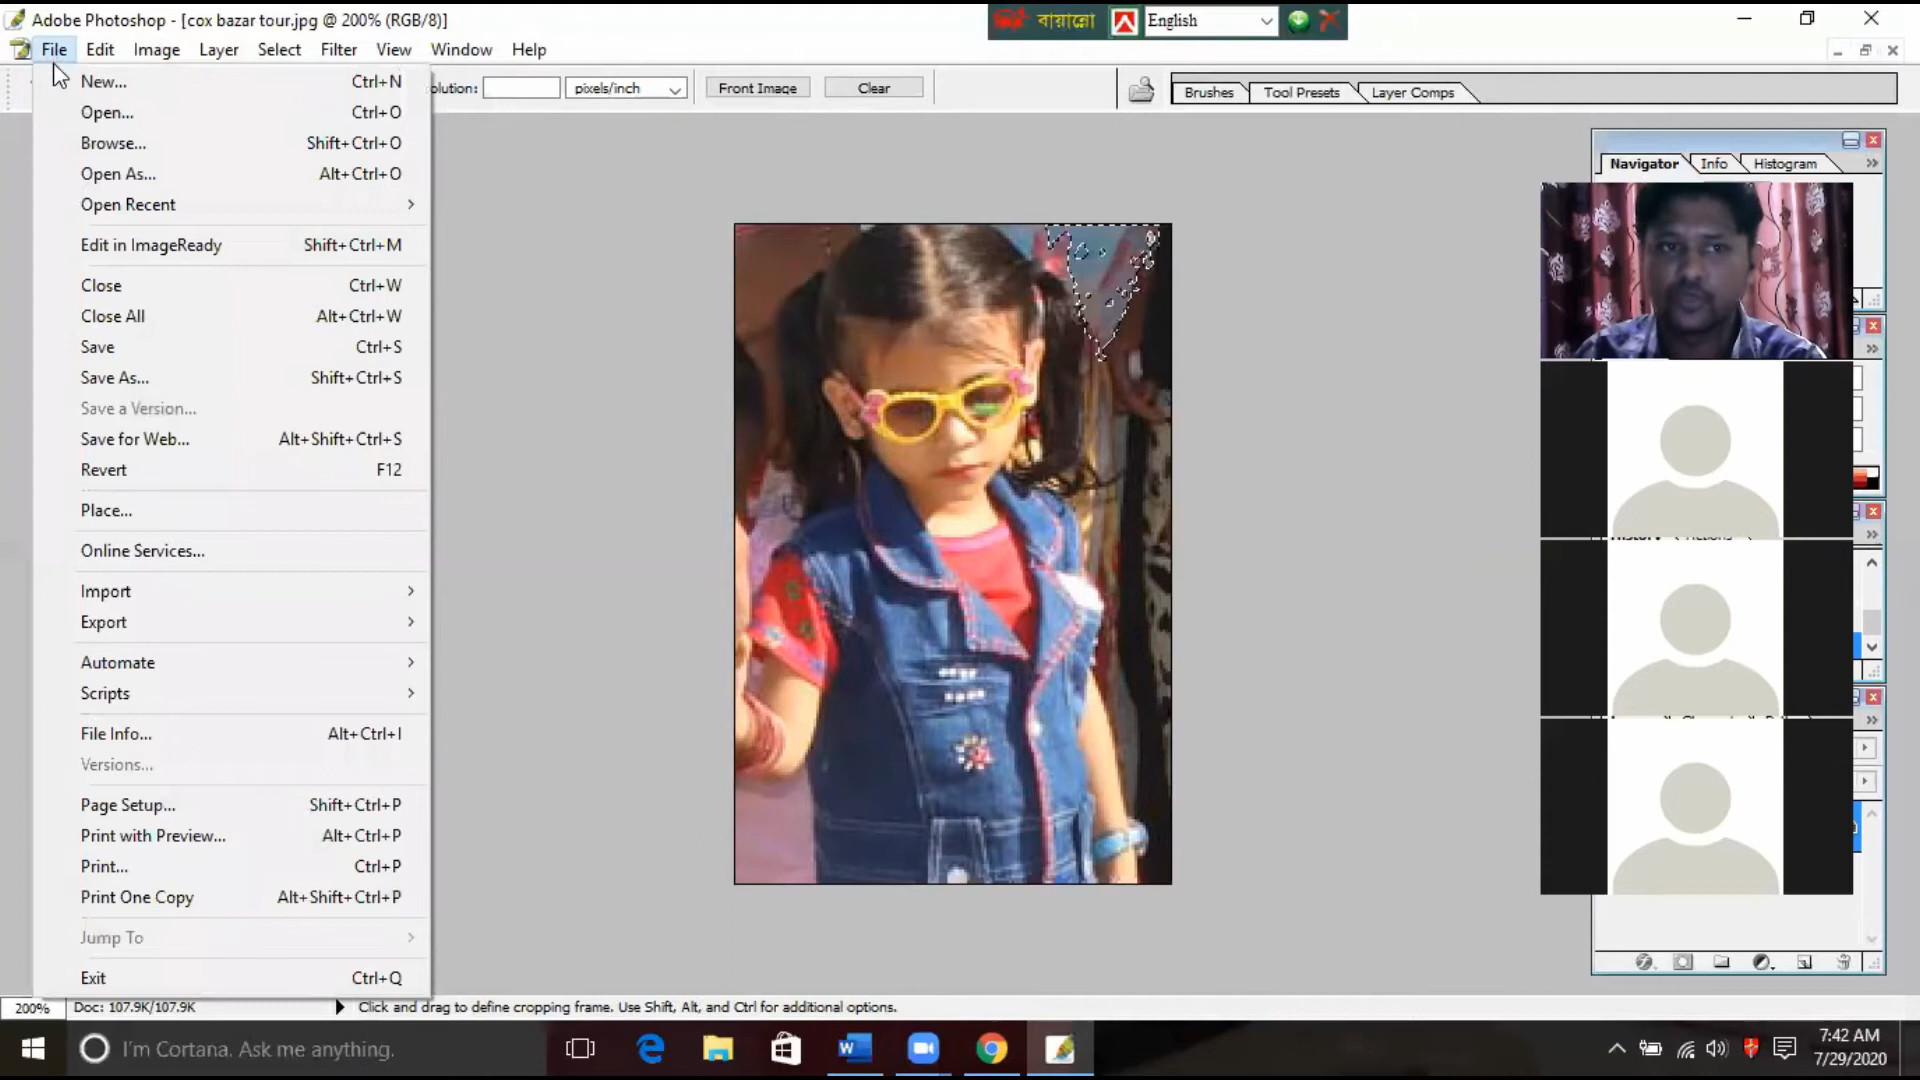 Adobe Photoshop - [cox bazar tour.jpg @ 200% (RGB/8)]
বায়ান্নো
English
File Edit Image Layer Select Filter View Window Help
olution:
pixels/inch
Front Image
Clear
Brushes
Tool Presets
Layer Comps
New... Ctrl+N
Open... Ctrl+O
Browse... Shift+Ctrl+O
Open As... Alt+Ctrl+O
Open Recent
Edit in ImageReady Shift+Ctrl+M
Close Ctrl+W
Close All Alt+Ctrl+W
Save Ctrl+S
Save As... Shift+Ctrl+S
Save a Version...
Save for Web... Alt+Shift+Ctrl+S
Revert F12
Place...
Online Services...
Import
Export
Automate
Scripts
File Info... Alt+Ctrl+I
Versions...
Page Setup... Shift+Ctrl+P
Print with Preview... Alt+Ctrl+P
Print... Ctrl+P
Print One Copy Alt+Shift+Ctrl+P
Jump To
Exit Ctrl+Q
Navigator Info Histogram
200% Doc: 107.9K/107.9K Click and drag to define cropping frame. Use Shift, Alt, and Ctrl for additional options.
I'm Cortana. Ask me anything.
7:42 AM
7/29/2020